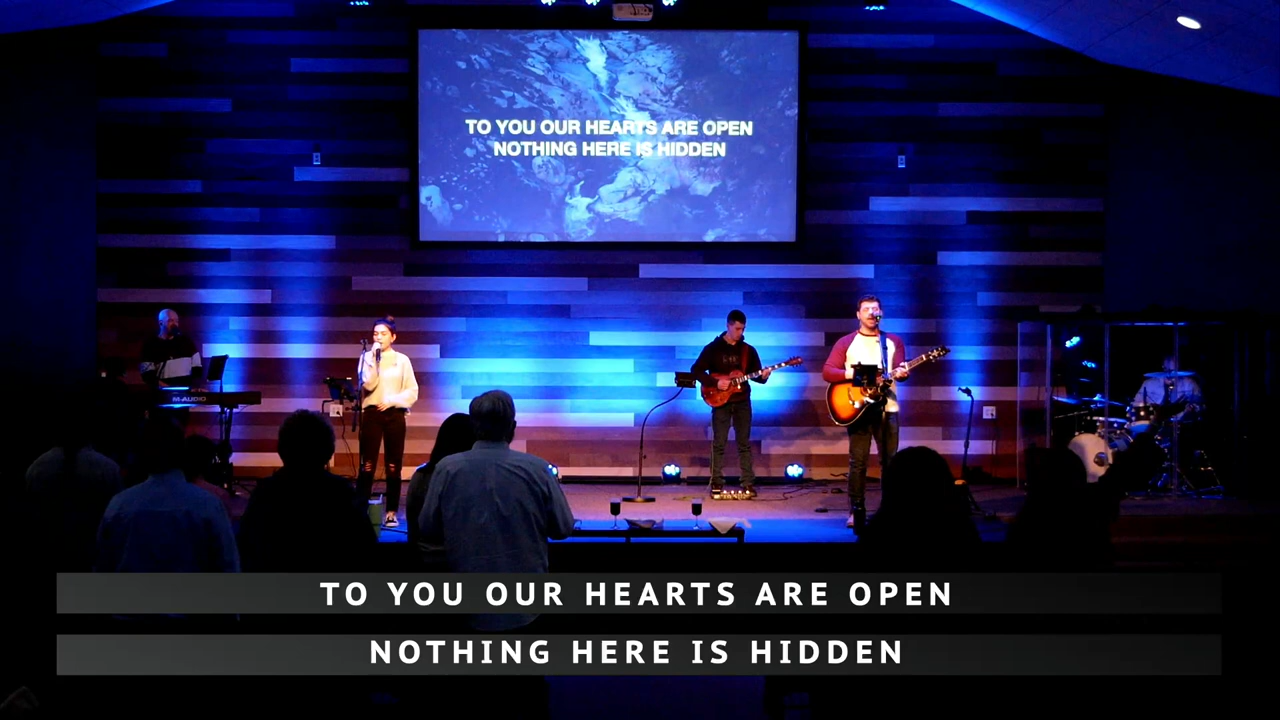 TO YOU OUR HEARTS ARE OPEN
NOTHING HERE IS HIDDEN
M-AUDIO
TO YOU OUR HEARTS ARE OPEN
NOTHING HERE IS HIDDEN